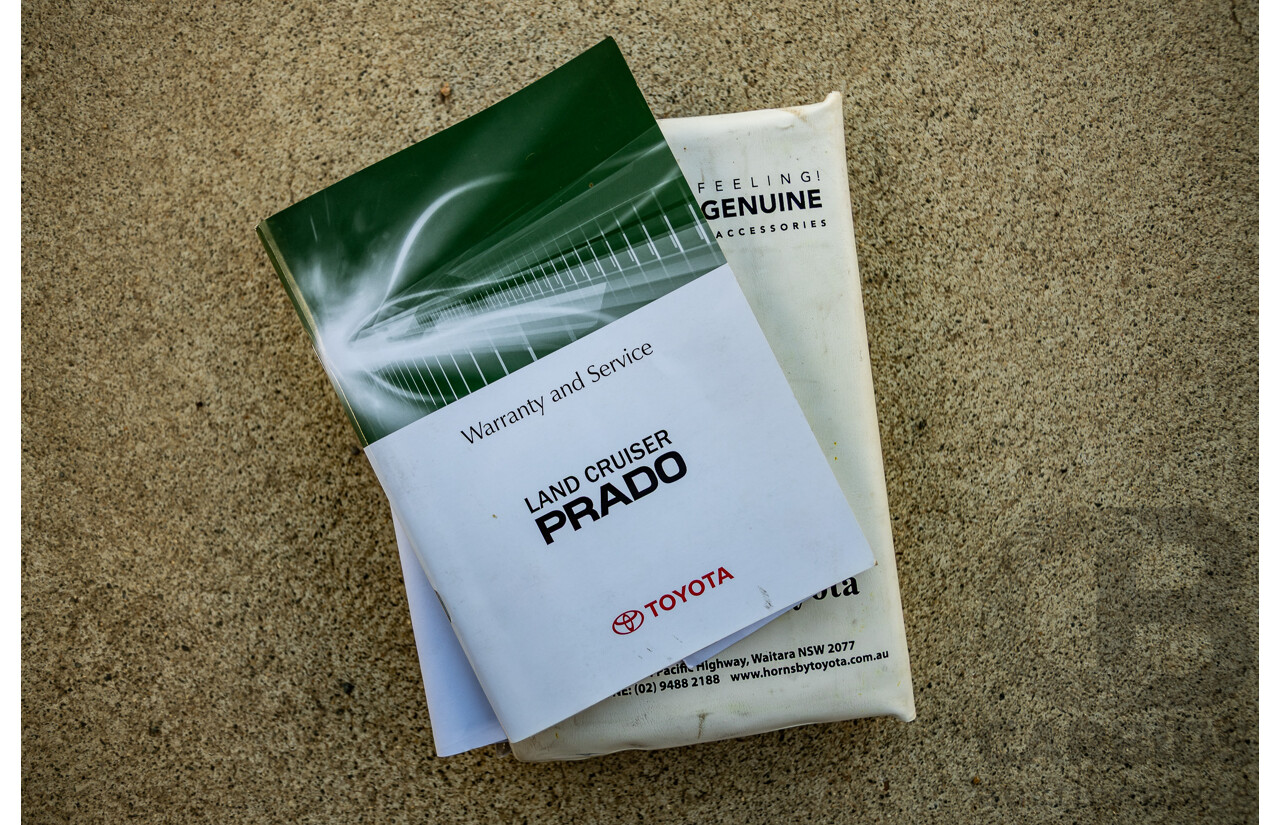 FEELING!
GENUINE
ACCESSORIES
Warranty and Service
LAND CRUISER
PRADO
TOYOTA
Pacific Highway, Waitara NSW 2077
(02) 9488 2188 www.hornsbytoyota.com.au